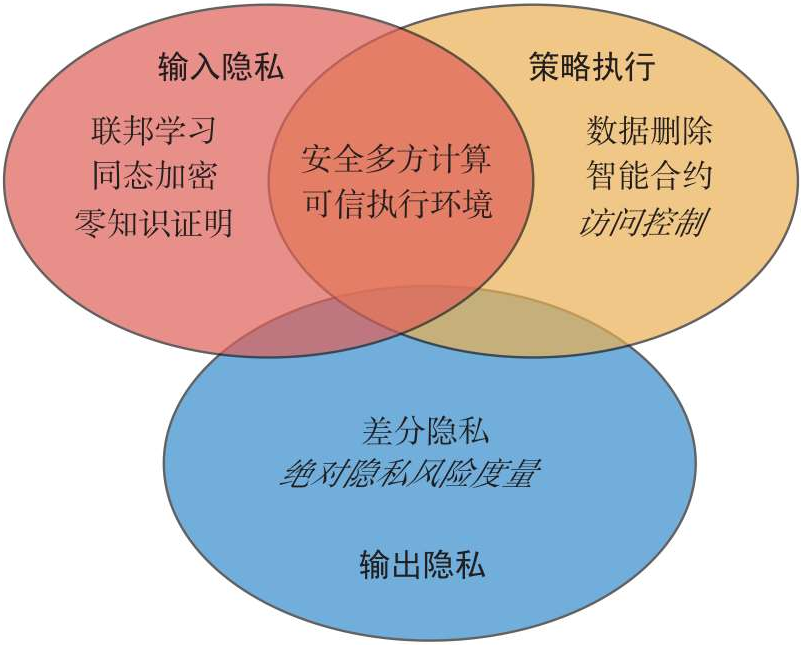 输入隐私
联邦学习
同态加密
零知识证明
安全多方计算
可信执行环境
策略执行
数据删除
智能合约
访问控制
差分隐私
绝对隐私风险度量
输出隐私